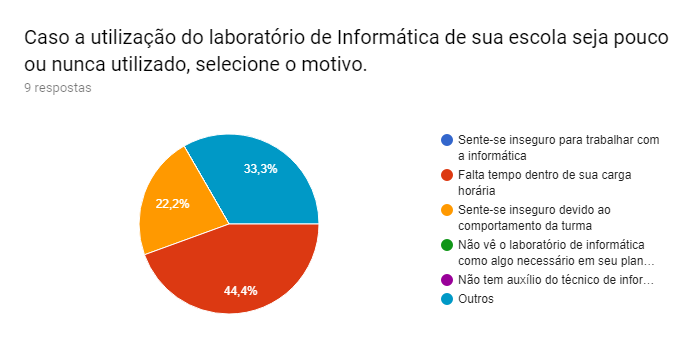 Caso a utilização do laboratório de Informática de sua escola seja pouco
ou nunca utilizado, selecione o motivo.
9 respostas
33,3%
22,2%
44,4%
Sente-se inseguro para trabalhar com
a informática
Falta tempo dentro de sua carga
horária
Sente-se inseguro devido ao
comportamento da turma
Não vê o laboratório de informática
como algo necessário em seu plan…
Não tem auxílio do técnico de infor…
Outros